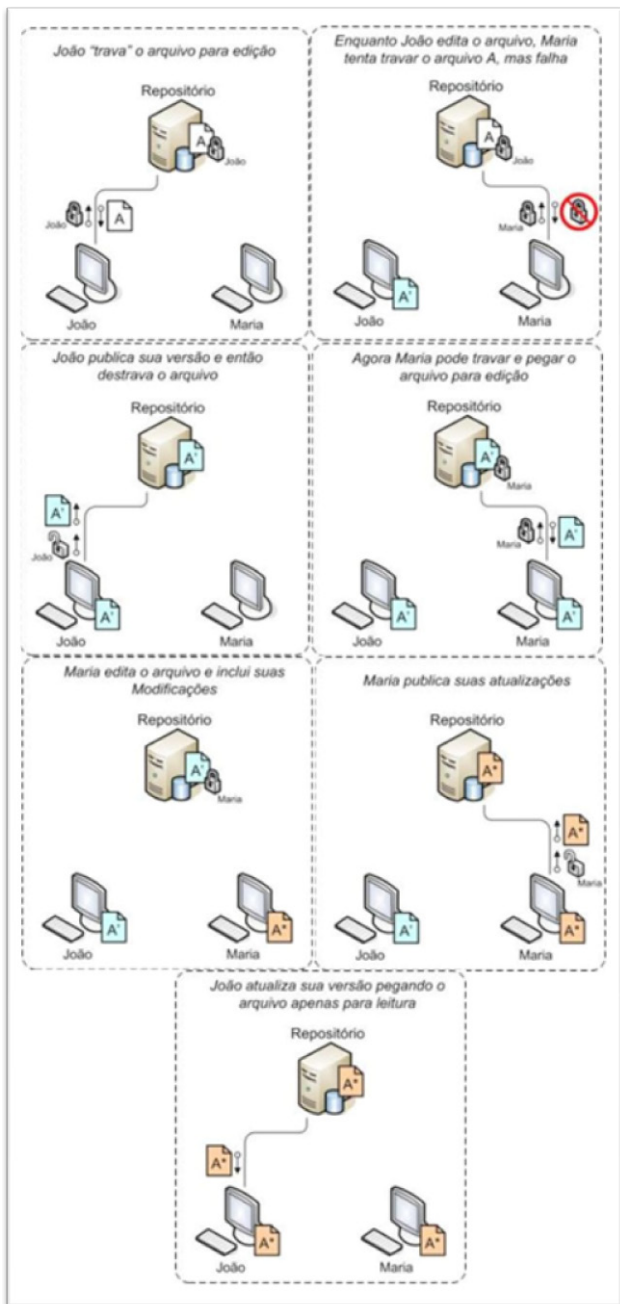 João "trava" o arquivo para edição
Repositório
A
João
João
A
João
Maria
Enquanto João edita o arquivo, Maria
tenta travar o arquivo A, mas falha
Repositório
A
João
Maria
A'
João
Maria
João publica sua versão e então
destrava o arquivo
Repositório
A'
A'
João
A'
João
Maria
Agora Maria pode travar e pegar o
arquivo para edição
Repositório
A'
Maria
Maria
A'
A'
A'
João
Maria
Maria edita o arquivo e inclui suas
Modificações
Repositório
A'
Maria
A'
A*
João
Maria
Maria publica suas atualizações
Repositório
A*
A*
Maria
A'
A*
João
Maria
João atualiza sua versão pegando o
arquivo apenas para leitura
Repositório
A*
A*
A*
A*
João
Maria